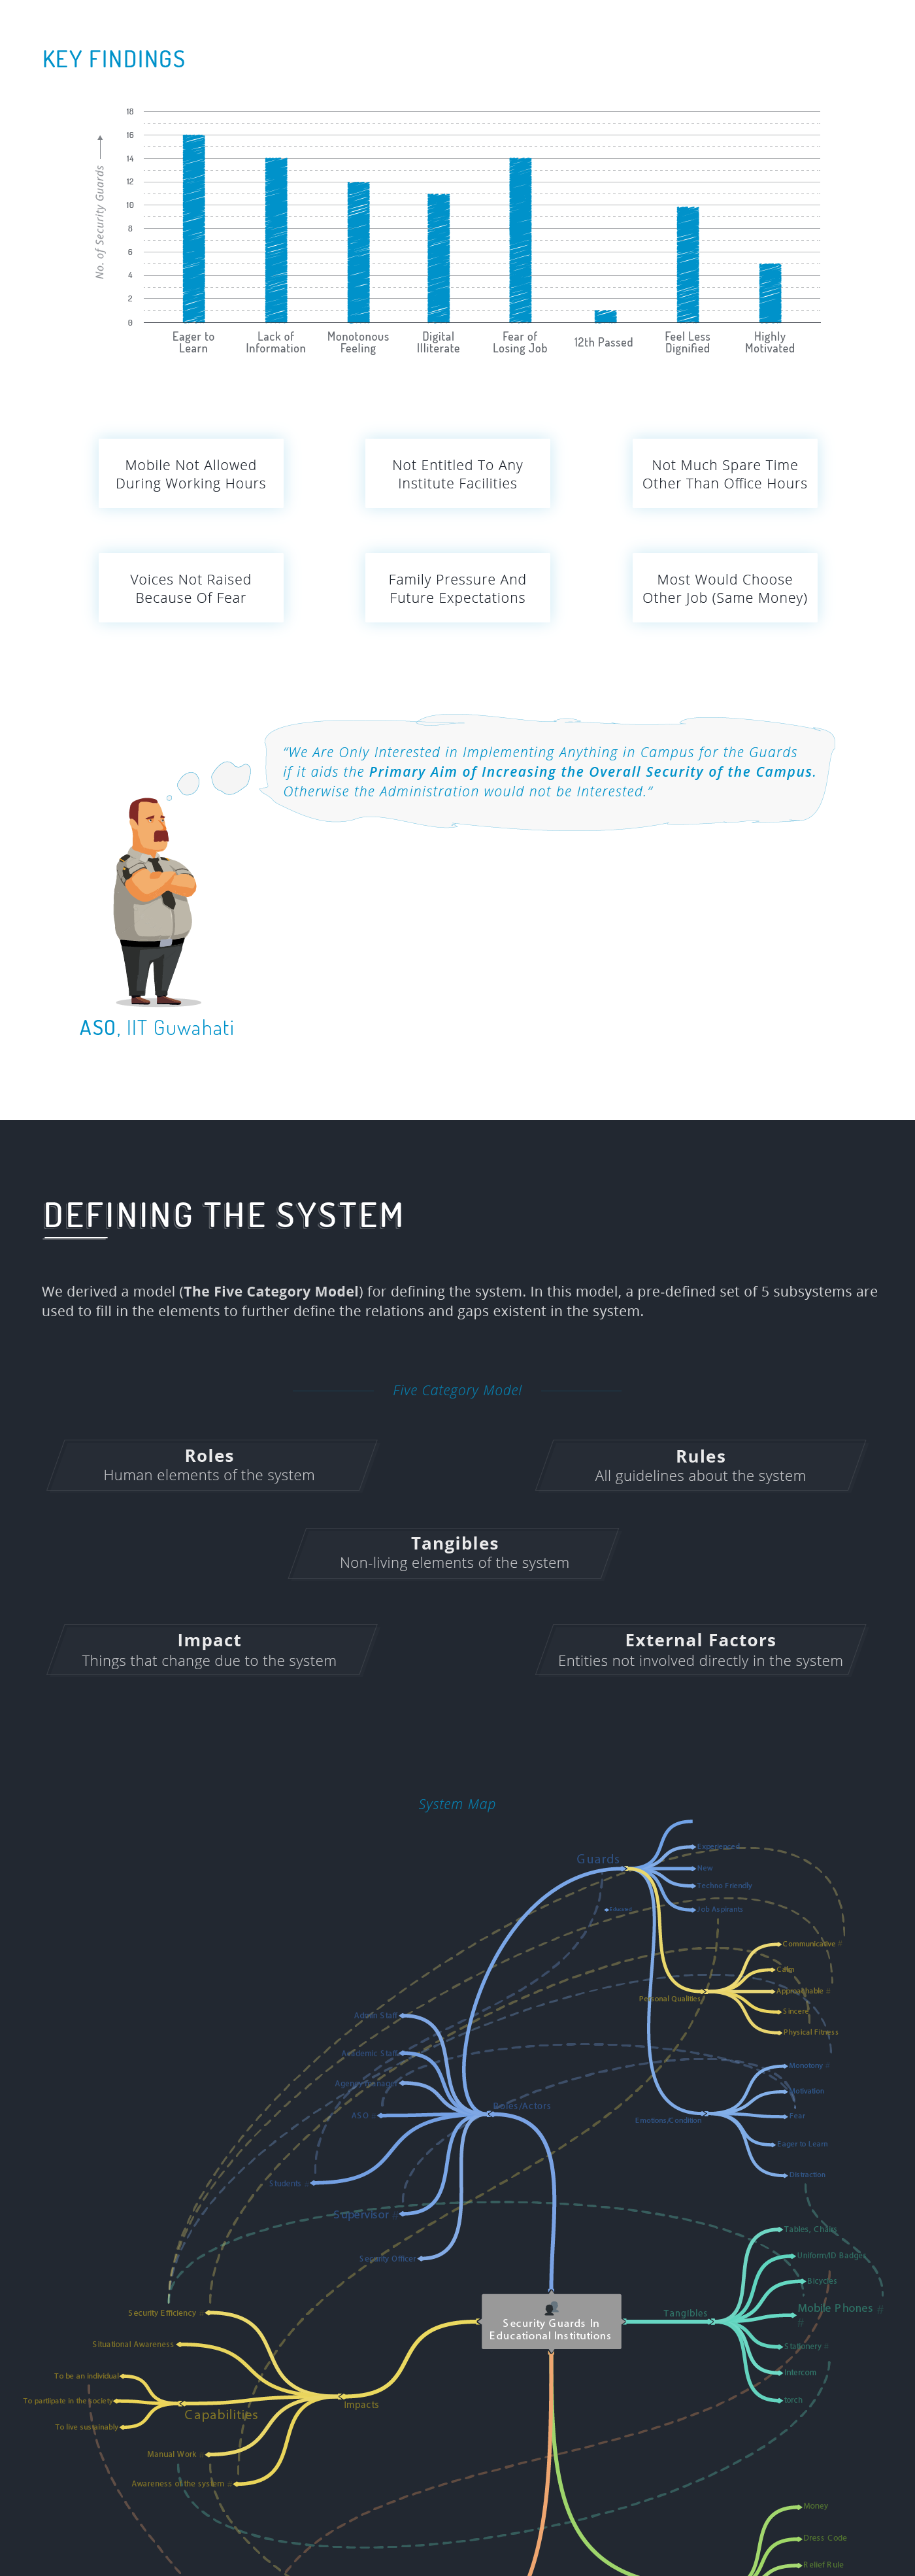 KEY FINDINGS
18
16
14
12
10
8
6
4
2
0
No. of Security Guards
Eager to
Learn
Lack of
Information
Monotonous
Feeling
Digital
Illiterate
Fear of
Losing Job
12th Passed
Feel Less
Dignified
Highly
Motivated
Mobile Not Allowed
During Working Hours
Not Entitled To Any
Institute Facilities
Not Much Spare Time
Other Than Office Hours
Voices Not Raised
Because Of Fear
Family Pressure And
Future Expectations
Most Would Choose
Other Job (Same Money)
“We Are Only Interested in Implementing Anything in Campus for the Guards
if it aids the Primary Aim of Increasing the Overall Security of the Campus.
Otherwise the Administration would not be Interested.”
ASO, IIT Guwahati
DEFINING THE SYSTEM
We derived a model (The Five Category Model) for defining the system. In this model, a pre-defined set of 5 subsystems are
used to fill in the elements to further define the relations and gaps existent in the system.
Five Category Model
Roles
Human elements of the system
Rules
All guidelines about the system
Tangibles
Non-living elements of the system
Impact
Things that change due to the system
External Factors
Entities not involved directly in the system
System Map
Guards
Experienced
New
Techno Friendly
Job Aspirants
Communicative
Calm
Approachable
Sincere
Physical Fitness
Personal Qualities
Monotony
Motivation
Fear
Eager to Learn
Distraction
Emotions/Condition
Admin Staff
Academic Staff
Agency Manager
ASO
Students
Supervisor
Security Officer
Roles/Actors
Security Guards In
Educational Institutions
Tangibles
Tables, Chairs
Uniform/ID Badges
Bicycles
Mobile Phones
Stationery
Intercom
torch
Security Efficiency
Situational Awareness
To be an individual
To partipate in the society
To live sustainably
Capabilities
Manual Work
Awareness of the system
Impacts
Money
Dress Code
Relief Rule